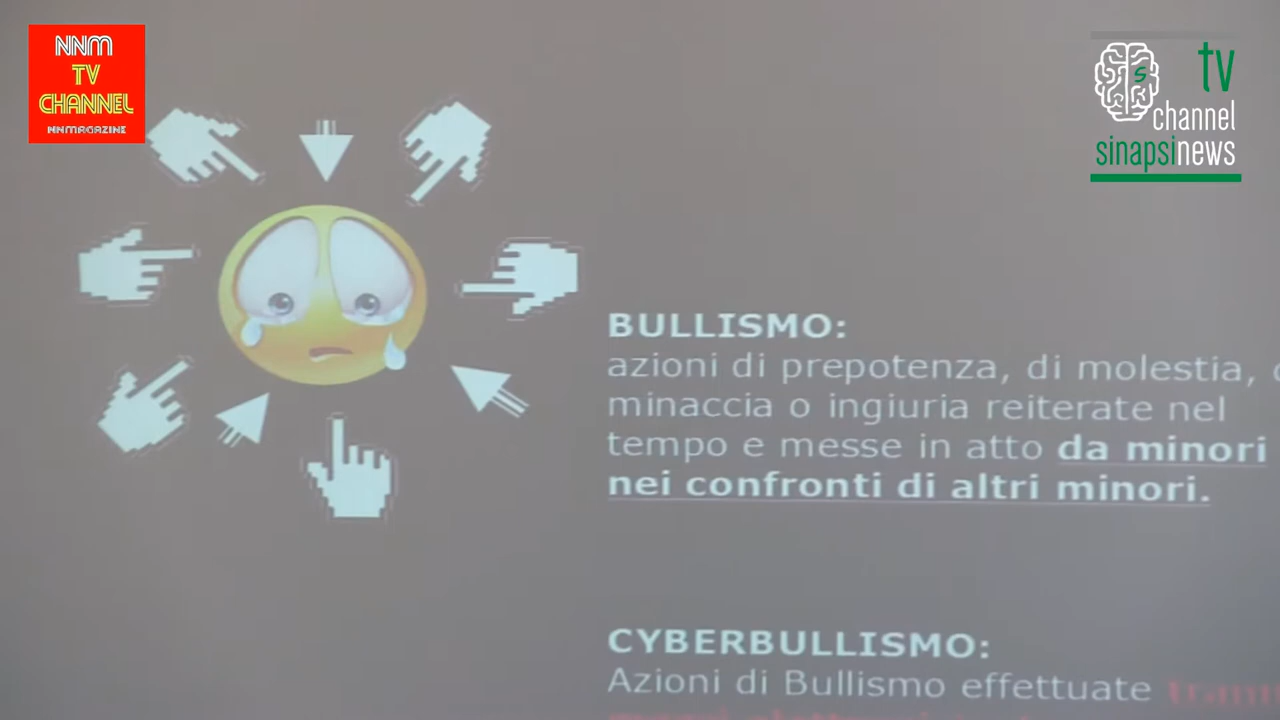 NNM
TV
CHANNEL
NNMAGAZINE
tv
channel
sinapsinews
BULLISMO:
azioni di prepotenza, di molestia,
minaccia o ingiuria reiterate nel
tempo e messe in atto da minori
nei confronti di altri minori.
CYBERBULLISMO:
Azioni di Bullismo effettuate